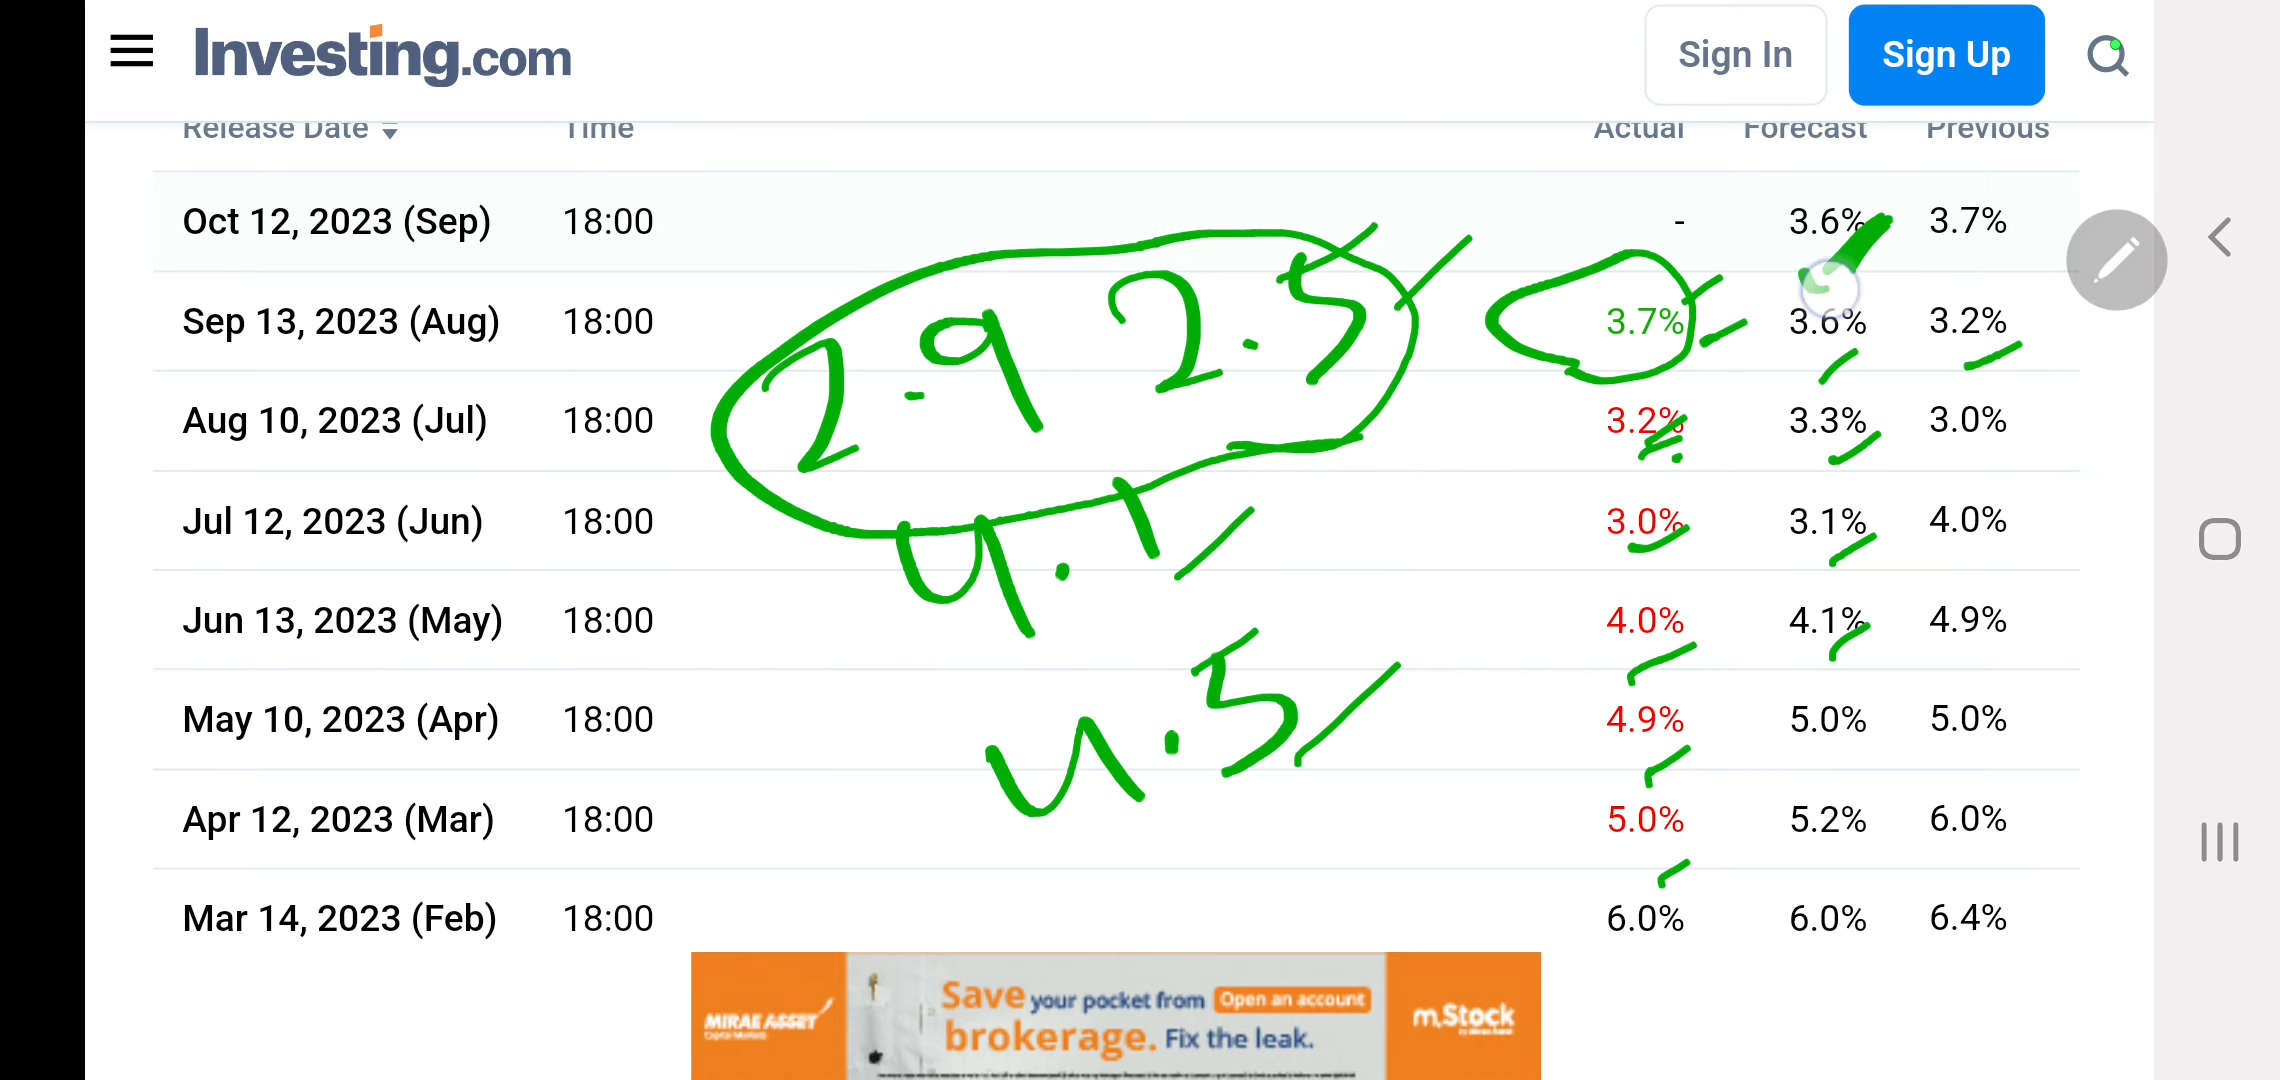 Investing.com Sign In Sign Up
Release Date Time Actual Forecast Previous
Oct 12, 2023 (Sep) 18:00 - 3.6% 3.7%
Sep 13, 2023 (Aug) 18:00 3.7% 3.6% 3.2%
Aug 10, 2023 (Jul) 18:00 3.2% 3.3% 3.0%
Jul 12, 2023 (Jun) 18:00 3.0% 3.1% 4.0%
Jun 13, 2023 (May) 18:00 4.0% 4.1% 4.9%
May 10, 2023 (Apr) 18:00 4.9% 5.0% 5.0%
Apr 12, 2023 (Mar) 18:00 5.0% 5.2% 6.0%
Mar 14, 2023 (Feb) 18:00 6.0% 6.0% 6.4%
2.9 2.5
4.1
4.5
MIRAE ASSET
Save your pocket from Open an account
brokerage. Fix the leak.
m.Stock